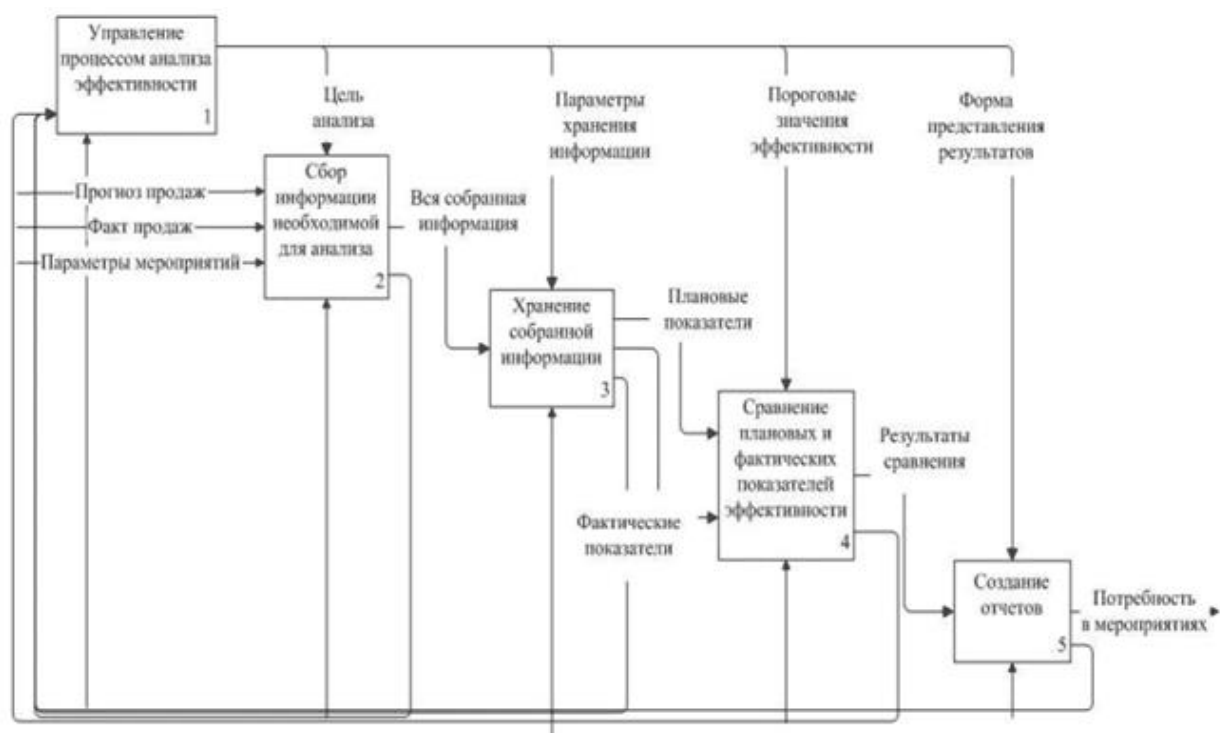 Управление
процессом анализа
эффективности
1
Цель
анализа
Параметры
хранения
информации
Пороговые
значения
эффективности
Форма
представления
результатов
Прогноз продаж
Факт продаж
Параметры мероприятий
Сбор
информации
необходимой
для анализа
2
Вся собранная
информация
Хранение
собранной
информации
3
Плановые
показатели
Фактические
показатели
Сравнение
плановых и
фактических
показателей
эффективности
4
Результаты
сравнения
Создание
отчетов
5
Потребность
в мероприятиях